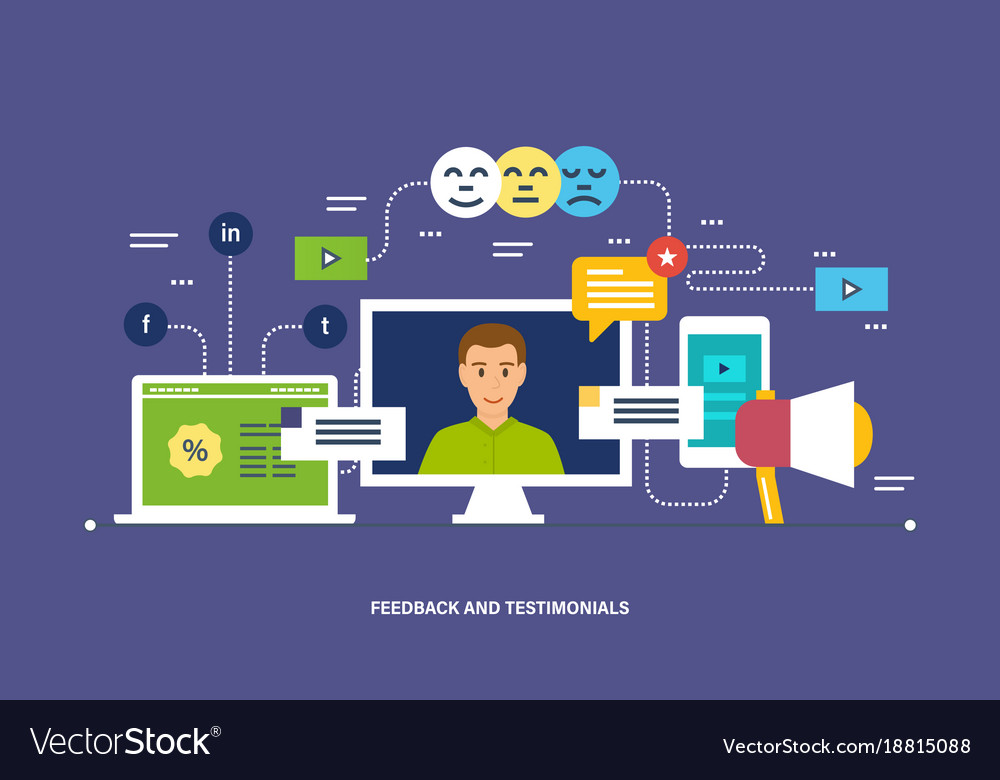 in
f
t
%
FEEDBACK AND TESTIMONIALS
VectorStock®
VectorStock.com/18815088